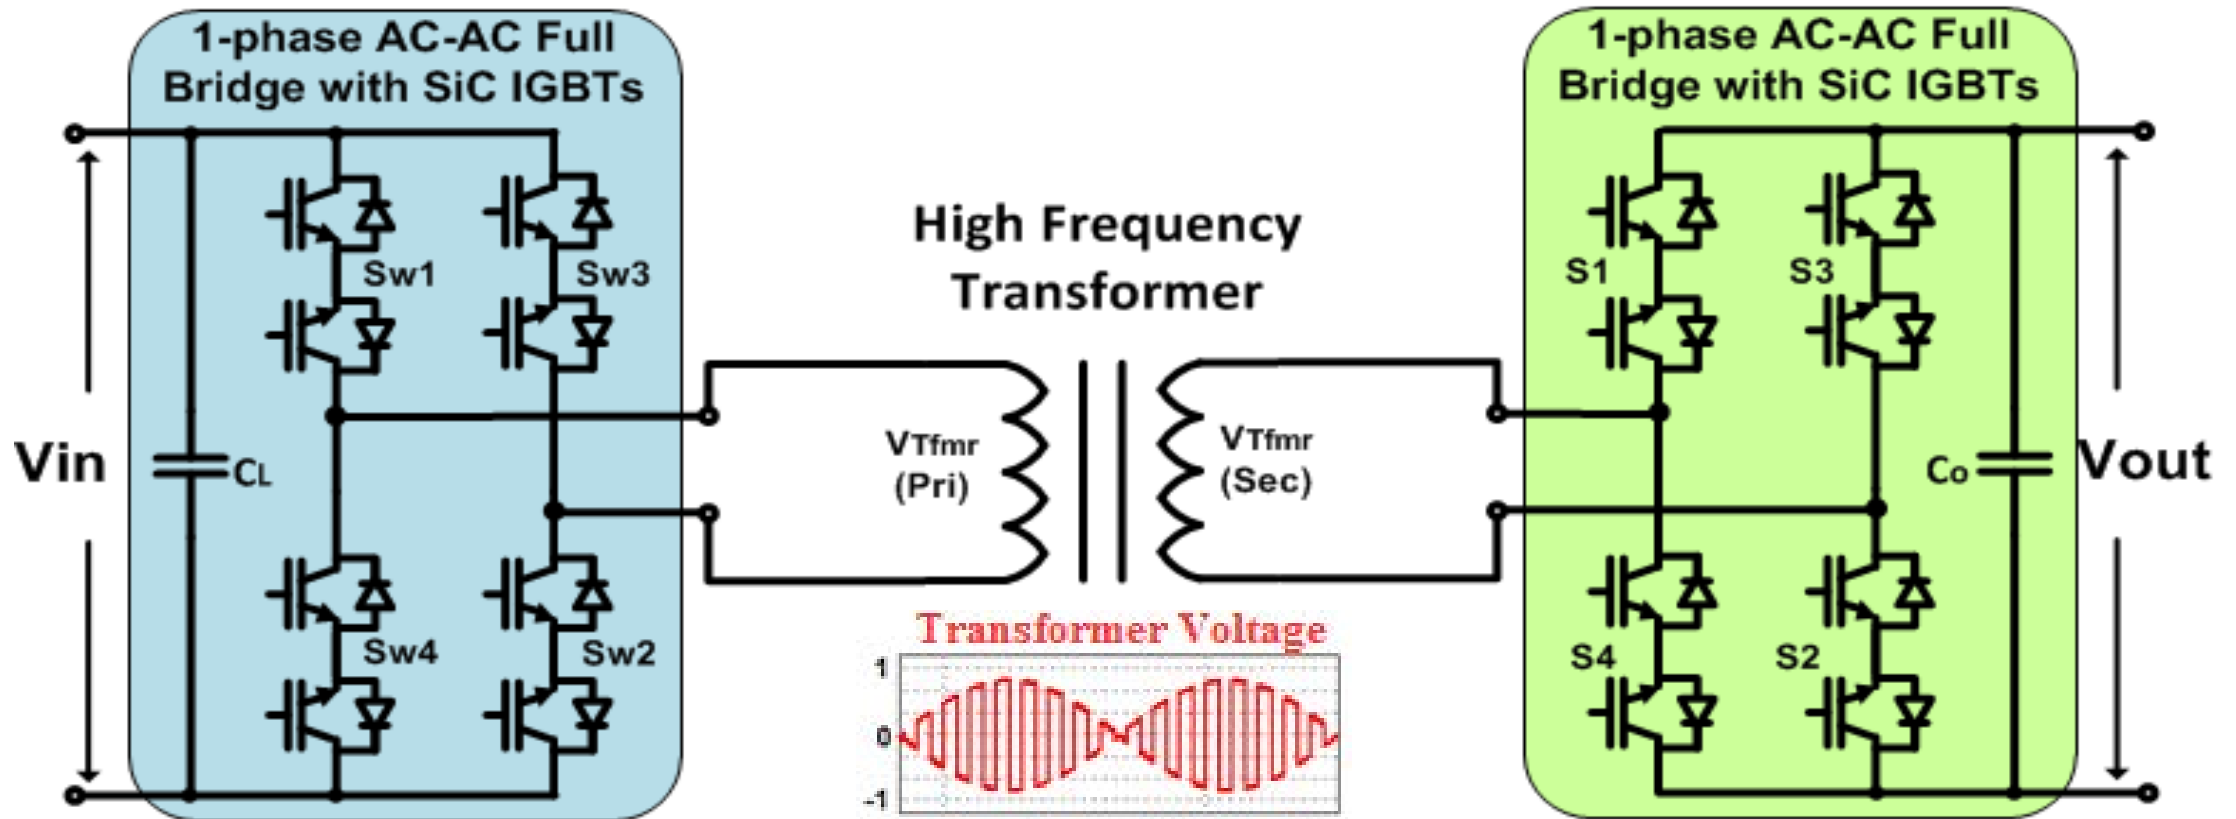 1-phase AC-AC Full
Bridge with SiC IGBTs
1-phase AC-AC Full
Bridge with SiC IGBTs
High Frequency
Transformer
Sw1
Sw3
S1
S3
Vin
CL
VTfmr
(Pri)
VTfmr
(Sec)
Co
Vout
Sw4
Sw2
S4
S2
Transformer Voltage
1
0
-1